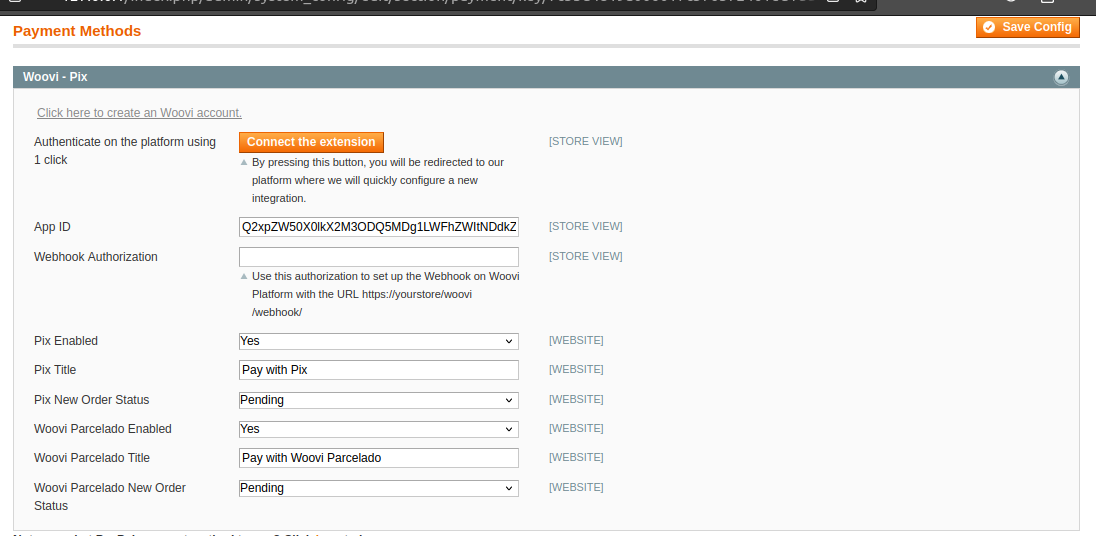 Payment Methods
Save Config
Woovi - Pix
Click here to create an Woovi account.
Authenticate on the platform using
1 click
Connect the extension
[STORE VIEW]
By pressing this button, you will be redirected to our
platform where we will quickly configure a new
integration.
App ID
Q2xpZW50X0lkX2M3ODQ5MDg1LWFhZWItNDdkZ
[STORE VIEW]
Webhook Authorization
[STORE VIEW]
Use this authorization to set up the Webhook on Woovi
Platform with the URL https://yourstore/woovi
/webhook/
Pix Enabled
Yes
[WEBSITE]
Pix Title
Pay with Pix
[WEBSITE]
Pix New Order Status
Pending
[WEBSITE]
Woovi Parcelado Enabled
Yes
[WEBSITE]
Woovi Parcelado Title
Pay with Woovi Parcelado
[WEBSITE]
Woovi Parcelado New Order
Status
Pending
[WEBSITE]